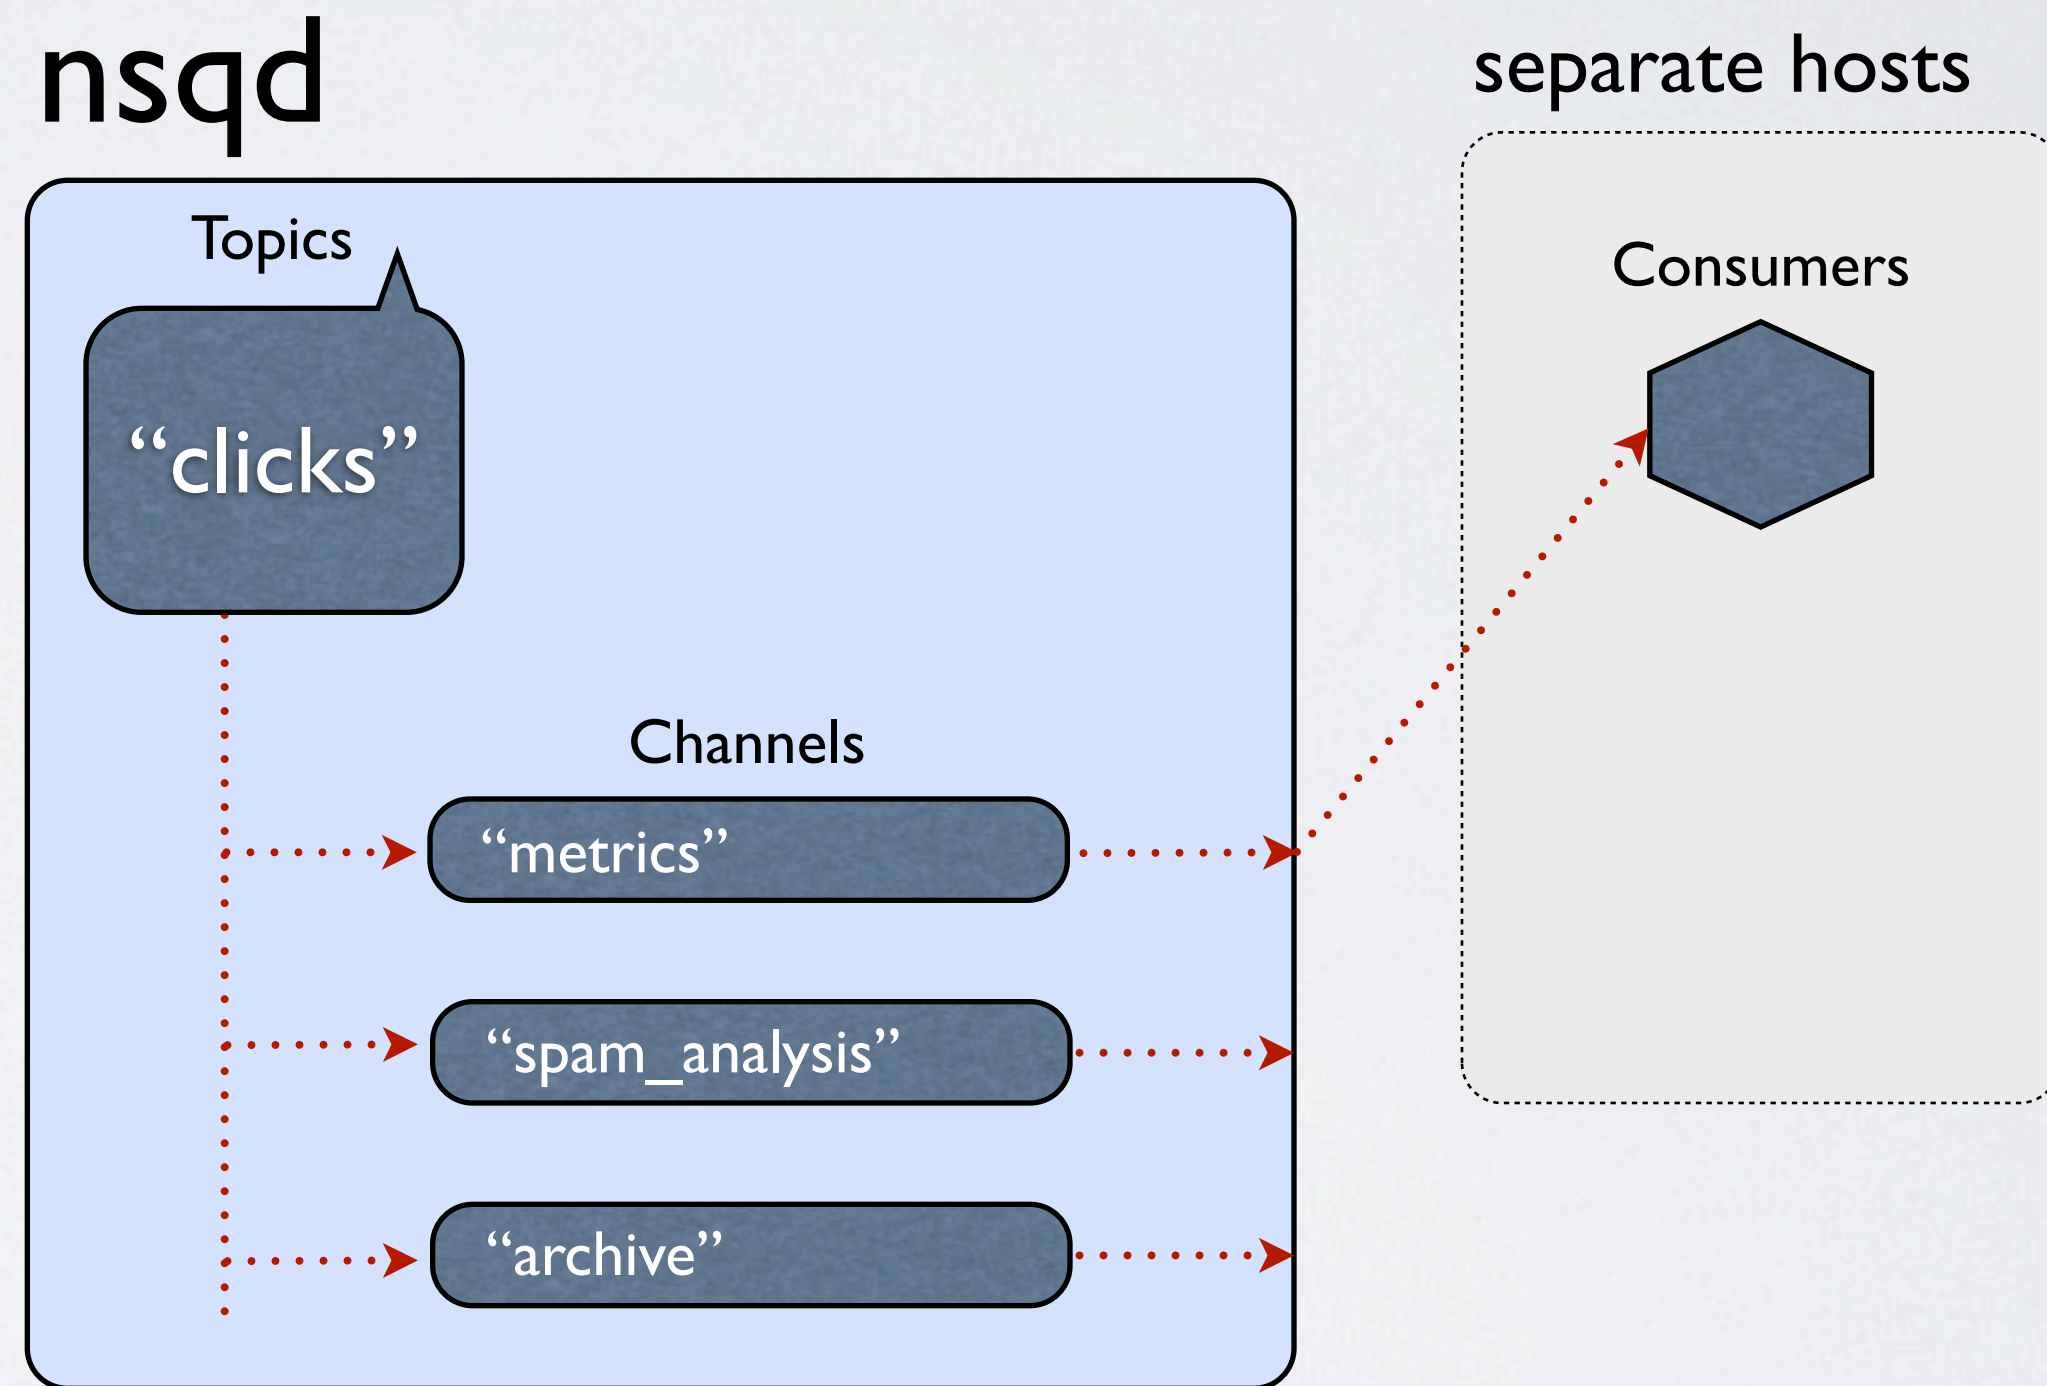 nsqd
separate hosts
Topics
“clicks”
Consumers
Channels
“metrics”
“spam_analysis”
“archive”